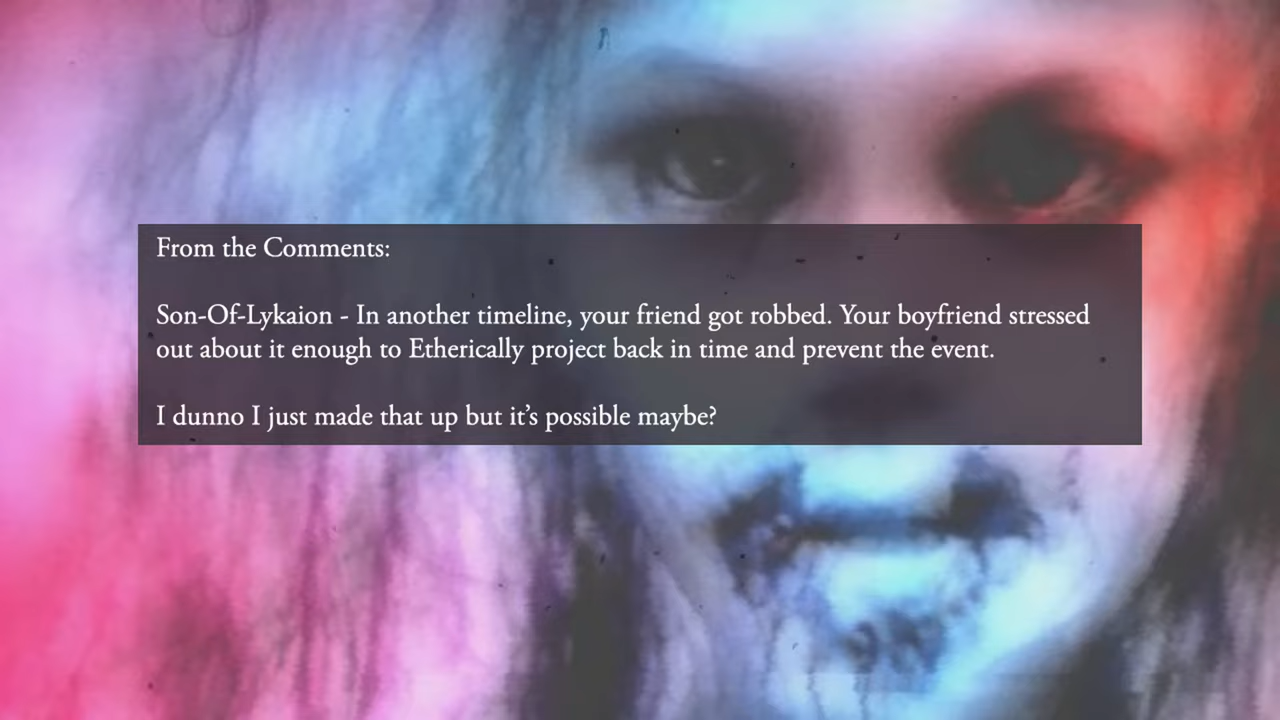 From the Comments:
Son-Of-Lykaion - In another timeline, your friend got robbed. Your boyfriend stressed
out about it enough to Etherically project back in time and prevent the event.
I dunno I just made that up but it’s possible maybe?